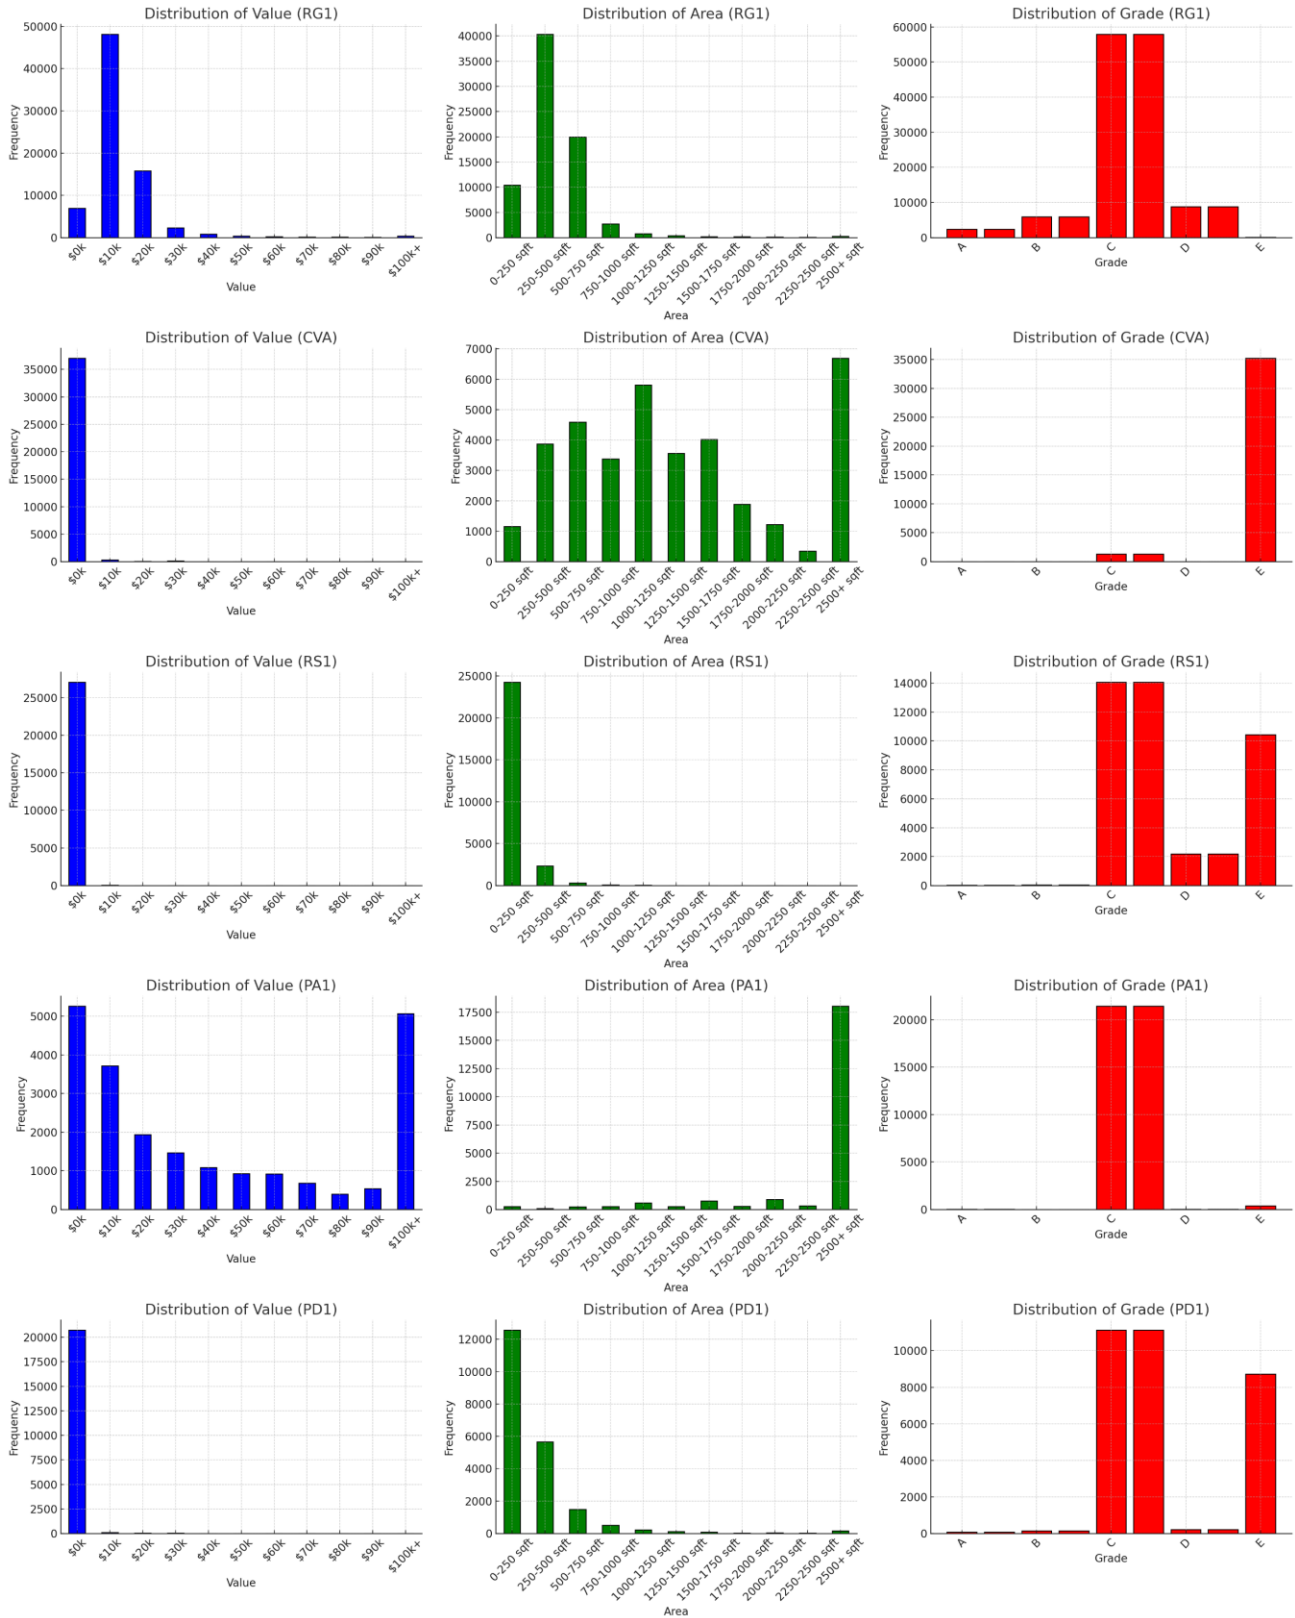 Distribution of Value (RG1)
50000
40000
30000
20000
10000
0
Frequency
$0k $10k $20k $30k $40k $50k $60k $70k $80k $90k $100k+
Value
Distribution of Area (RG1)
40000
35000
30000
25000
20000
15000
10000
5000
0
Frequency
0-250 sqft 250-500 sqft 500-750 sqft 750-1000 sqft 1000-1250 sqft 1250-1500 sqft 1500-1750 sqft 1750-2000 sqft 2000-2250 sqft 2250-2500 sqft 2500+ sqft
Area
Distribution of Grade (RG1)
60000
50000
40000
30000
20000
10000
0
Frequency
A B C D E
Grade
Distribution of Value (CVA)
35000
30000
25000
20000
15000
10000
5000
0
Frequency
$0k $10k $20k $30k $40k $50k $60k $70k $80k $90k $100k+
Value
Distribution of Area (CVA)
7000
6000
5000
4000
3000
2000
1000
0
Frequency
0-250 sqft 250-500 sqft 500-750 sqft 750-1000 sqft 1000-1250 sqft 1250-1500 sqft 1500-1750 sqft 1750-2000 sqft 2000-2250 sqft 2250-2500 sqft 2500+ sqft
Area
Distribution of Grade (CVA)
35000
30000
25000
20000
15000
10000
5000
0
Frequency
A B C D E
Grade
Distribution of Value (RS1)
25000
20000
15000
10000
5000
0
Frequency
$0k $10k $20k $30k $40k $50k $60k $70k $80k $90k $100k+
Value
Distribution of Area (RS1)
25000
20000
15000
10000
5000
0
Frequency
0-250 sqft 250-500 sqft 500-750 sqft 750-1000 sqft 1000-1250 sqft 1250-1500 sqft 1500-1750 sqft 1750-2000 sqft 2000-2250 sqft 2250-2500 sqft 2500+ sqft
Area
Distribution of Grade (RS1)
14000
12000
10000
8000
6000
4000
2000
0
Frequency
A B C D E
Grade
Distribution of Value (PA1)
5000
4000
3000
2000
1000
0
Frequency
$0k $10k $20k $30k $40k $50k $60k $70k $80k $90k $100k+
Value
Distribution of Area (PA1)
17500
15000
12500
10000
7500
5000
2500
0
Frequency
0-250 sqft 250-500 sqft 500-750 sqft 750-1000 sqft 1000-1250 sqft 1250-1500 sqft 1500-1750 sqft 1750-2000 sqft 2000-2250 sqft 2250-2500 sqft 2500+ sqft
Area
Distribution of Grade (PA1)
20000
15000
10000
5000
0
Frequency
A B C D E
Grade
Distribution of Value (PD1)
20000
17500
15000
12500
10000
7500
5000
2500
0
Frequency
$0k $10k $20k $30k $40k $50k $60k $70k $80k $90k $100k+
Value
Distribution of Area (PD1)
12000
10000
8000
6000
4000
2000
0
Frequency
0-250 sqft 250-500 sqft 500-750 sqft 750-1000 sqft 1000-1250 sqft 1250-1500 sqft 1500-1750 sqft 1750-2000 sqft 2000-2250 sqft 2250-2500 sqft 2500+ sqft
Area
Distribution of Grade (PD1)
10000
8000
6000
4000
2000
0
Frequency
A B C D E
Grade